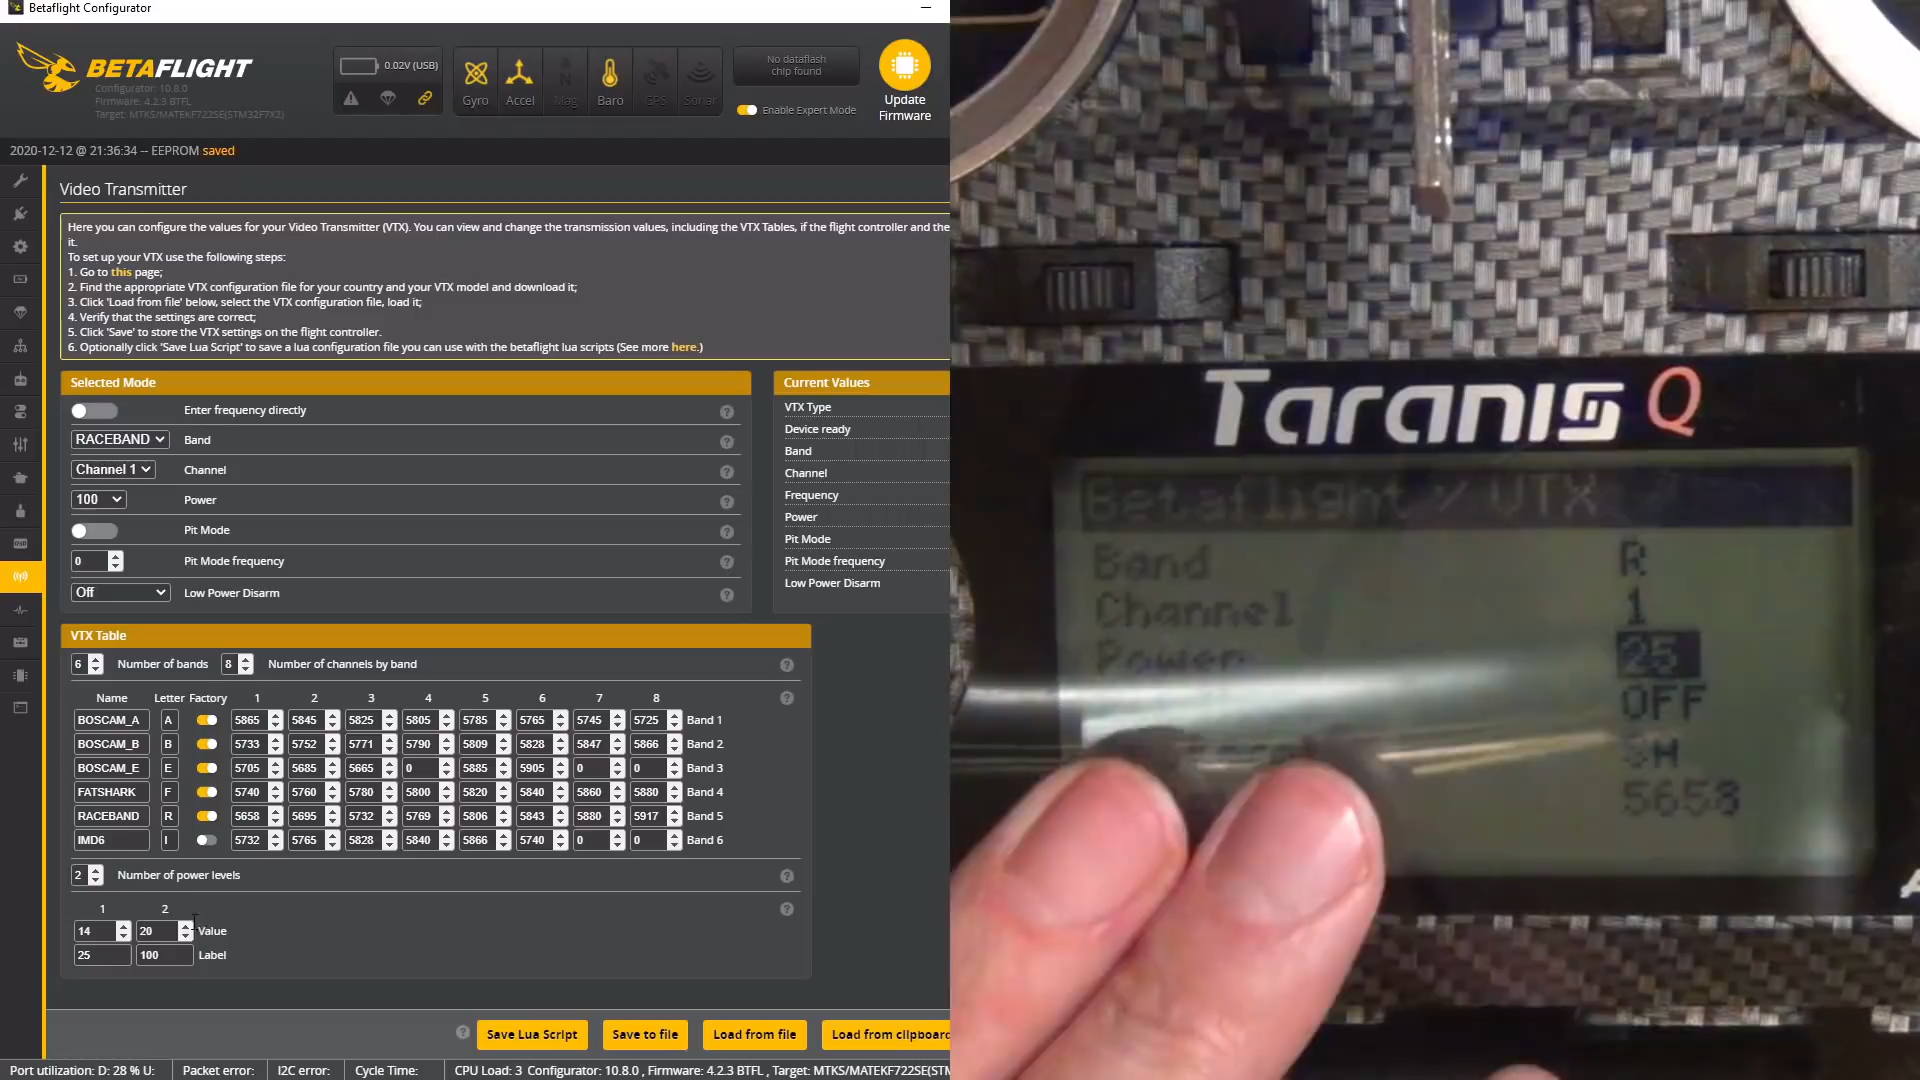 Betaflight Configurator
BETAFLIGHT
Configurator: 10.8.0
Firmware: 4.2.3 BTFL
Target: MTKS/MATEKF722SE(STM32F7X2)
0.02V (USB)
Gyro
Accel
Mag
Baro
GPS
Sonar
No dataflash
chip found
Enable Expert Mode
Update
Firmware
2020-12-12 @ 21:36:34 -- EEPROM saved
Video Transmitter
Here you can configure the values for your Video Transmitter (VTX). You can view and change the transmission values, including the VTX Tables, if the flight controller and the
it.
To set up your VTX use the following steps:
1. Go to this page;
2. Find the appropriate VTX configuration file for your country and your VTX model and download it;
3. Click 'Load from file' below, select the VTX configuration file, load it;
4. Verify that the settings are correct;
5. Click 'Save' to store the VTX settings on the flight controller.
6. Optionally click 'Save Lua Script' to save a lua configuration file you can use with the betaflight lua scripts (See more here.)
Selected Mode
Enter frequency directly
RACEBAND Band
Channel 1 Channel
100 Power
Pit Mode
0 Pit Mode frequency
Off Low Power Disarm
Current Values
VTX Type
Device ready
Band
Channel
Frequency
Power
Pit Mode
Pit Mode frequency
Low Power Disarm
VTX Table
6 Number of bands 8 Number of channels by band
Name Letter Factory 1 2 3 4 5 6 7 8
BOSCAM_A A 5865 5845 5825 5805 5785 5765 5745 5725 Band 1
BOSCAM_B B 5733 5752 5771 5790 5809 5828 5847 5866 Band 2
BOSCAM_E E 5705 5685 5665 0 5885 5905 0 0 Band 3
FATSHARK F 5740 5760 5780 5800 5820 5840 5860 5880 Band 4
RACEBAND R 5658 5695 5732 5769 5806 5843 5880 5917 Band 5
IMD6 I 5732 5765 5828 5840 5866 5740 0 0 Band 6
2 Number of power levels
1 2
14 20 Value
25 100 Label
Save Lua Script
Save to file
Load from file
Load from clipboard
Port utilization: D: 28 % U:
Packet error:
I2C error:
Cycle Time:
CPU Load: 3 Configurator: 10.8.0 , Firmware: 4.2.3 BTFL , Target: MTKS/MATEKF722SE(STM
Taranis Q
Betaflight / VTX
Band R
Channel 1
Power 25
OFF
SH
5658